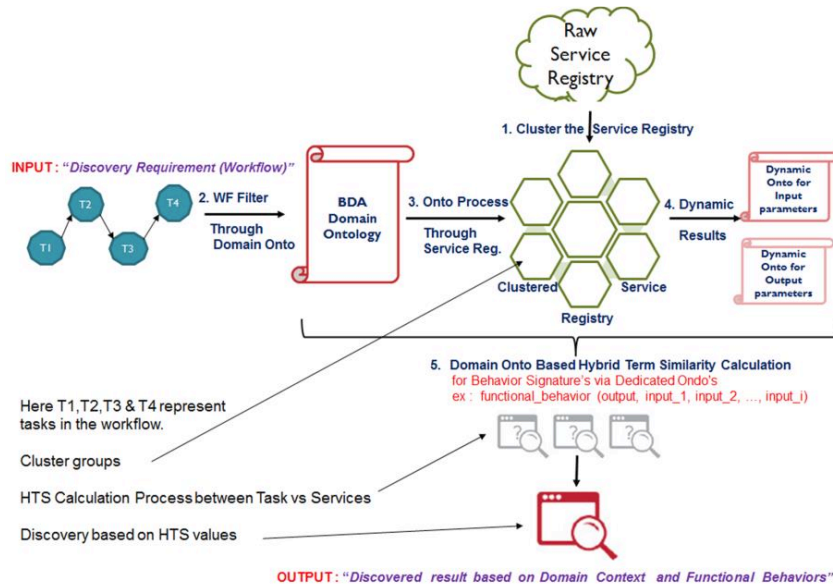 Raw
Service
Registry
1. Cluster the Service Registry
INPUT : “Discovery Requirement (Workflow)”
T1
T2
T3
T4
2. WF Filter
Through
Domain Onto
BDA
Domain
Ontology
3. Onto Process
Through
Service Reg.
Clustered
Service
Registry
4. Dynamic
Results
Dynamic
Onto for
Input
parameters
Dynamic
Onto for
Output
parameters
5. Domain Onto Based Hybrid Term Similarity Calculation
for Behavior Signature's via Dedicated Ondo's
ex : functional_behavior (output, input_1, input_2, ..., input_i)
?
?
?
Here T1,T2,T3 & T4 represent
tasks in the workflow.
Cluster groups
HTS Calculation Process between Task vs Services
Discovery based on HTS values
OUTPUT : “Discovered result based on Domain Context and Functional Behaviors”